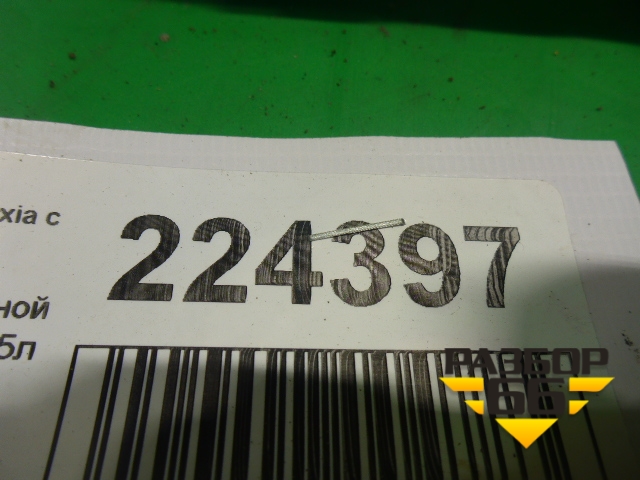 xia с
224397
ной
5л
РАЗБОР
66